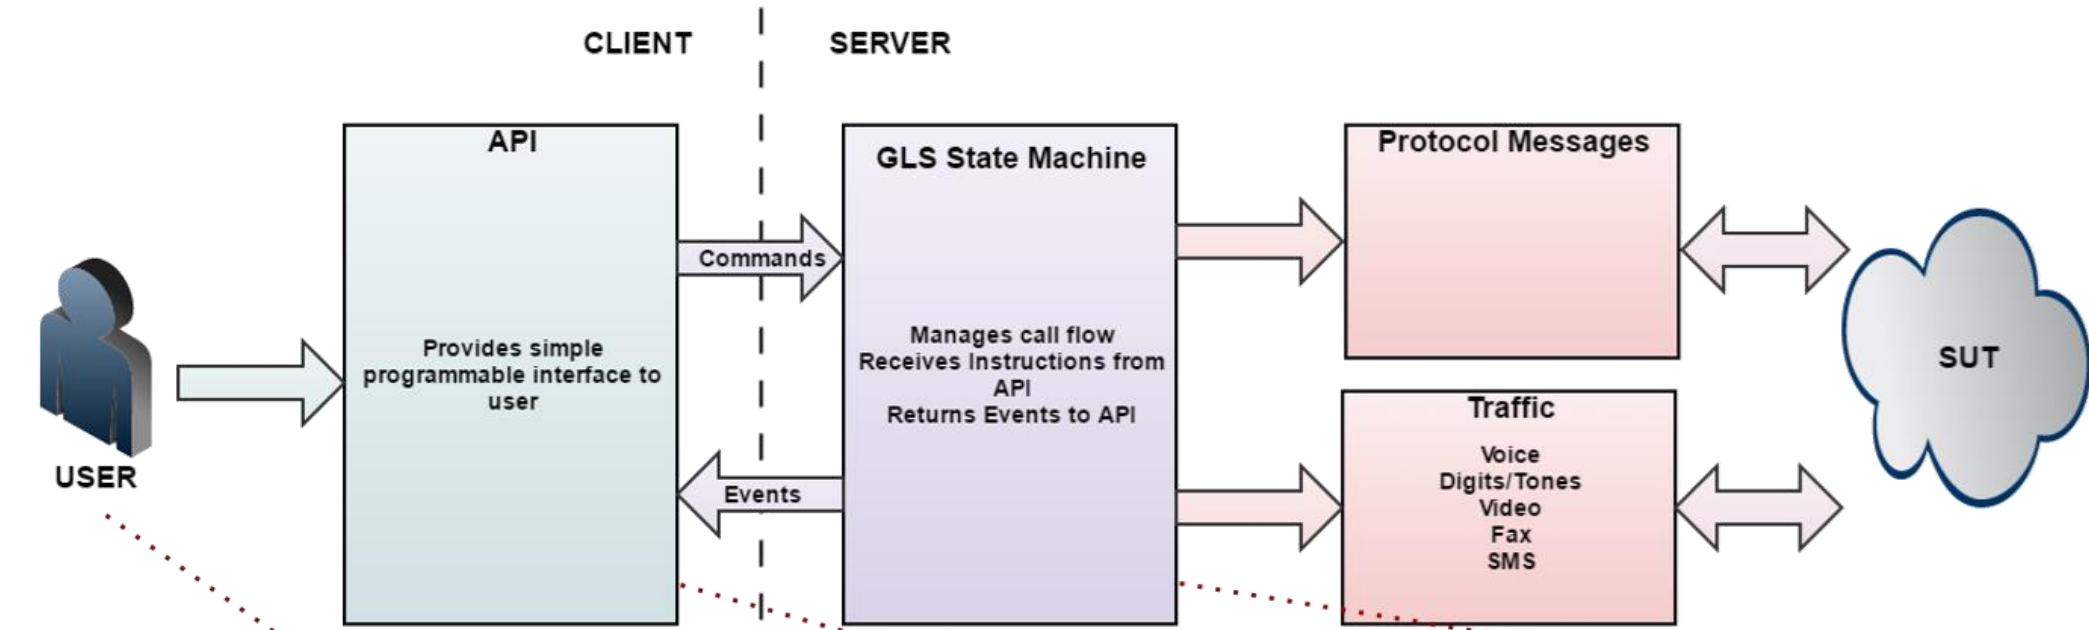 CLIENT
SERVER
API
Provides simple
programmable interface to
user
Commands
Events
GLS State Machine
Manages call flow
Receives Instructions from
API
Returns Events to API
Protocol Messages
Traffic
Voice
Digits/Tones
Video
Fax
SMS
SUT
USER